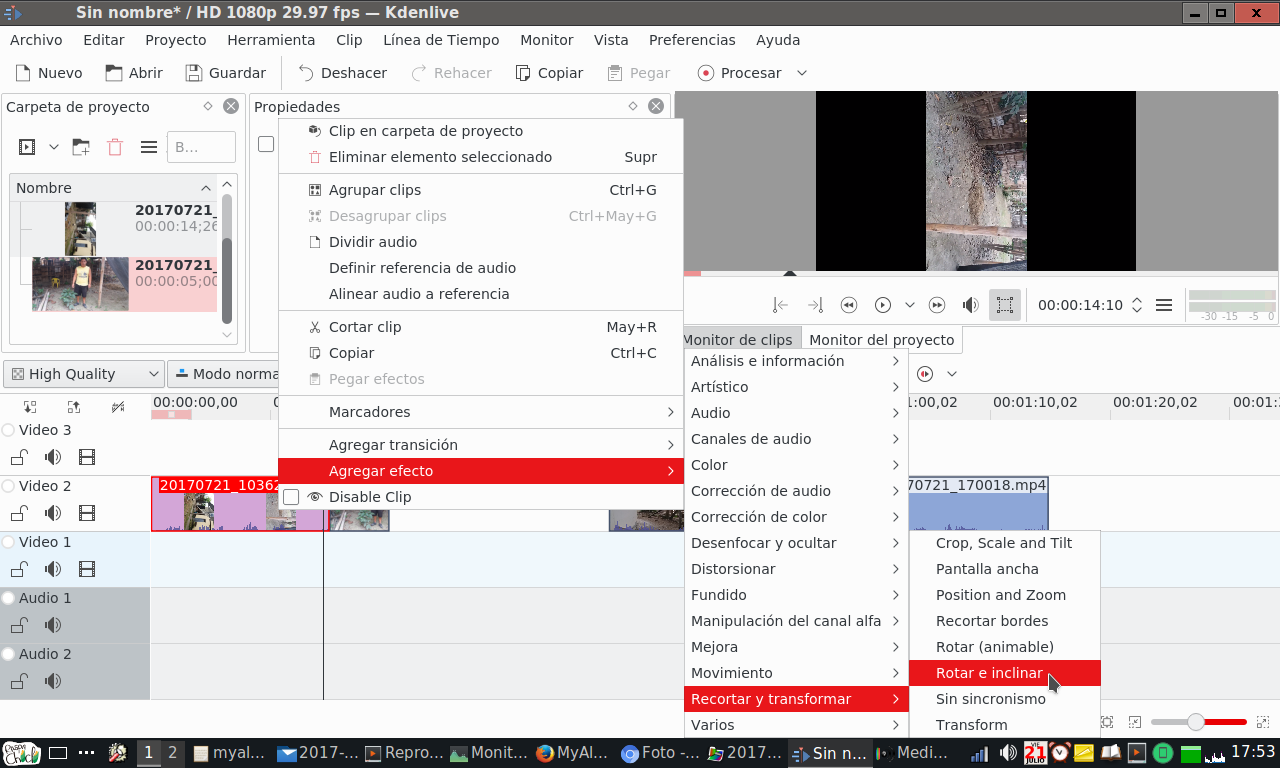 Sin nombre* / HD 1080p 29.97 fps — Kdenlive
Archivo Editar Proyecto Herramienta Clip Línea de Tiempo Monitor Vista Preferencias Ayuda
Nuevo Abrir Guardar Deshacer Rehacer Copiar Pegar Procesar
Carpeta de proyecto
Propiedades
B...
Nombre
20170721_
00:00:14;26
20170721_
00:00:05;00
Clip en carpeta de proyecto
Eliminar elemento seleccionado Supr
Agrupar clips Ctrl+G
Desagrupar clips Ctrl+May+G
Dividir audio
Definir referencia de audio
Alinear audio a referencia
Cortar clip May+R
Copiar Ctrl+C
Pegar efectos
Marcadores
Agregar transición
Agregar efecto
Disable Clip
00:00:14:10
-30 -15 -5 0
Monitor de clips Monitor del proyecto
High Quality Modo norma
Análisis e información
Artístico
Audio
Canales de audio
Color
Corrección de audio
Corrección de color
Desenfocar y ocultar
Distorsionar
Fundido
Manipulación del canal alfa
Mejora
Movimiento
Recortar y transformar
Varios
Crop, Scale and Tilt
Pantalla ancha
Position and Zoom
Recortar bordes
Rotar (animable)
Rotar e inclinar
Sin sincronismo
Transform
00:00:00,00 1:00,02 00:01:10,02 00:01:20,02 00:01:
Video 3
Video 2
20170721_10362
70721_170018.mp4
Video 1
Audio 1
Audio 2
1 2 myal... 2017-... Repro... Monit... MyAl... Foto -... 2017... Sin n... Medi...
VIE
21
JULIO
17:53